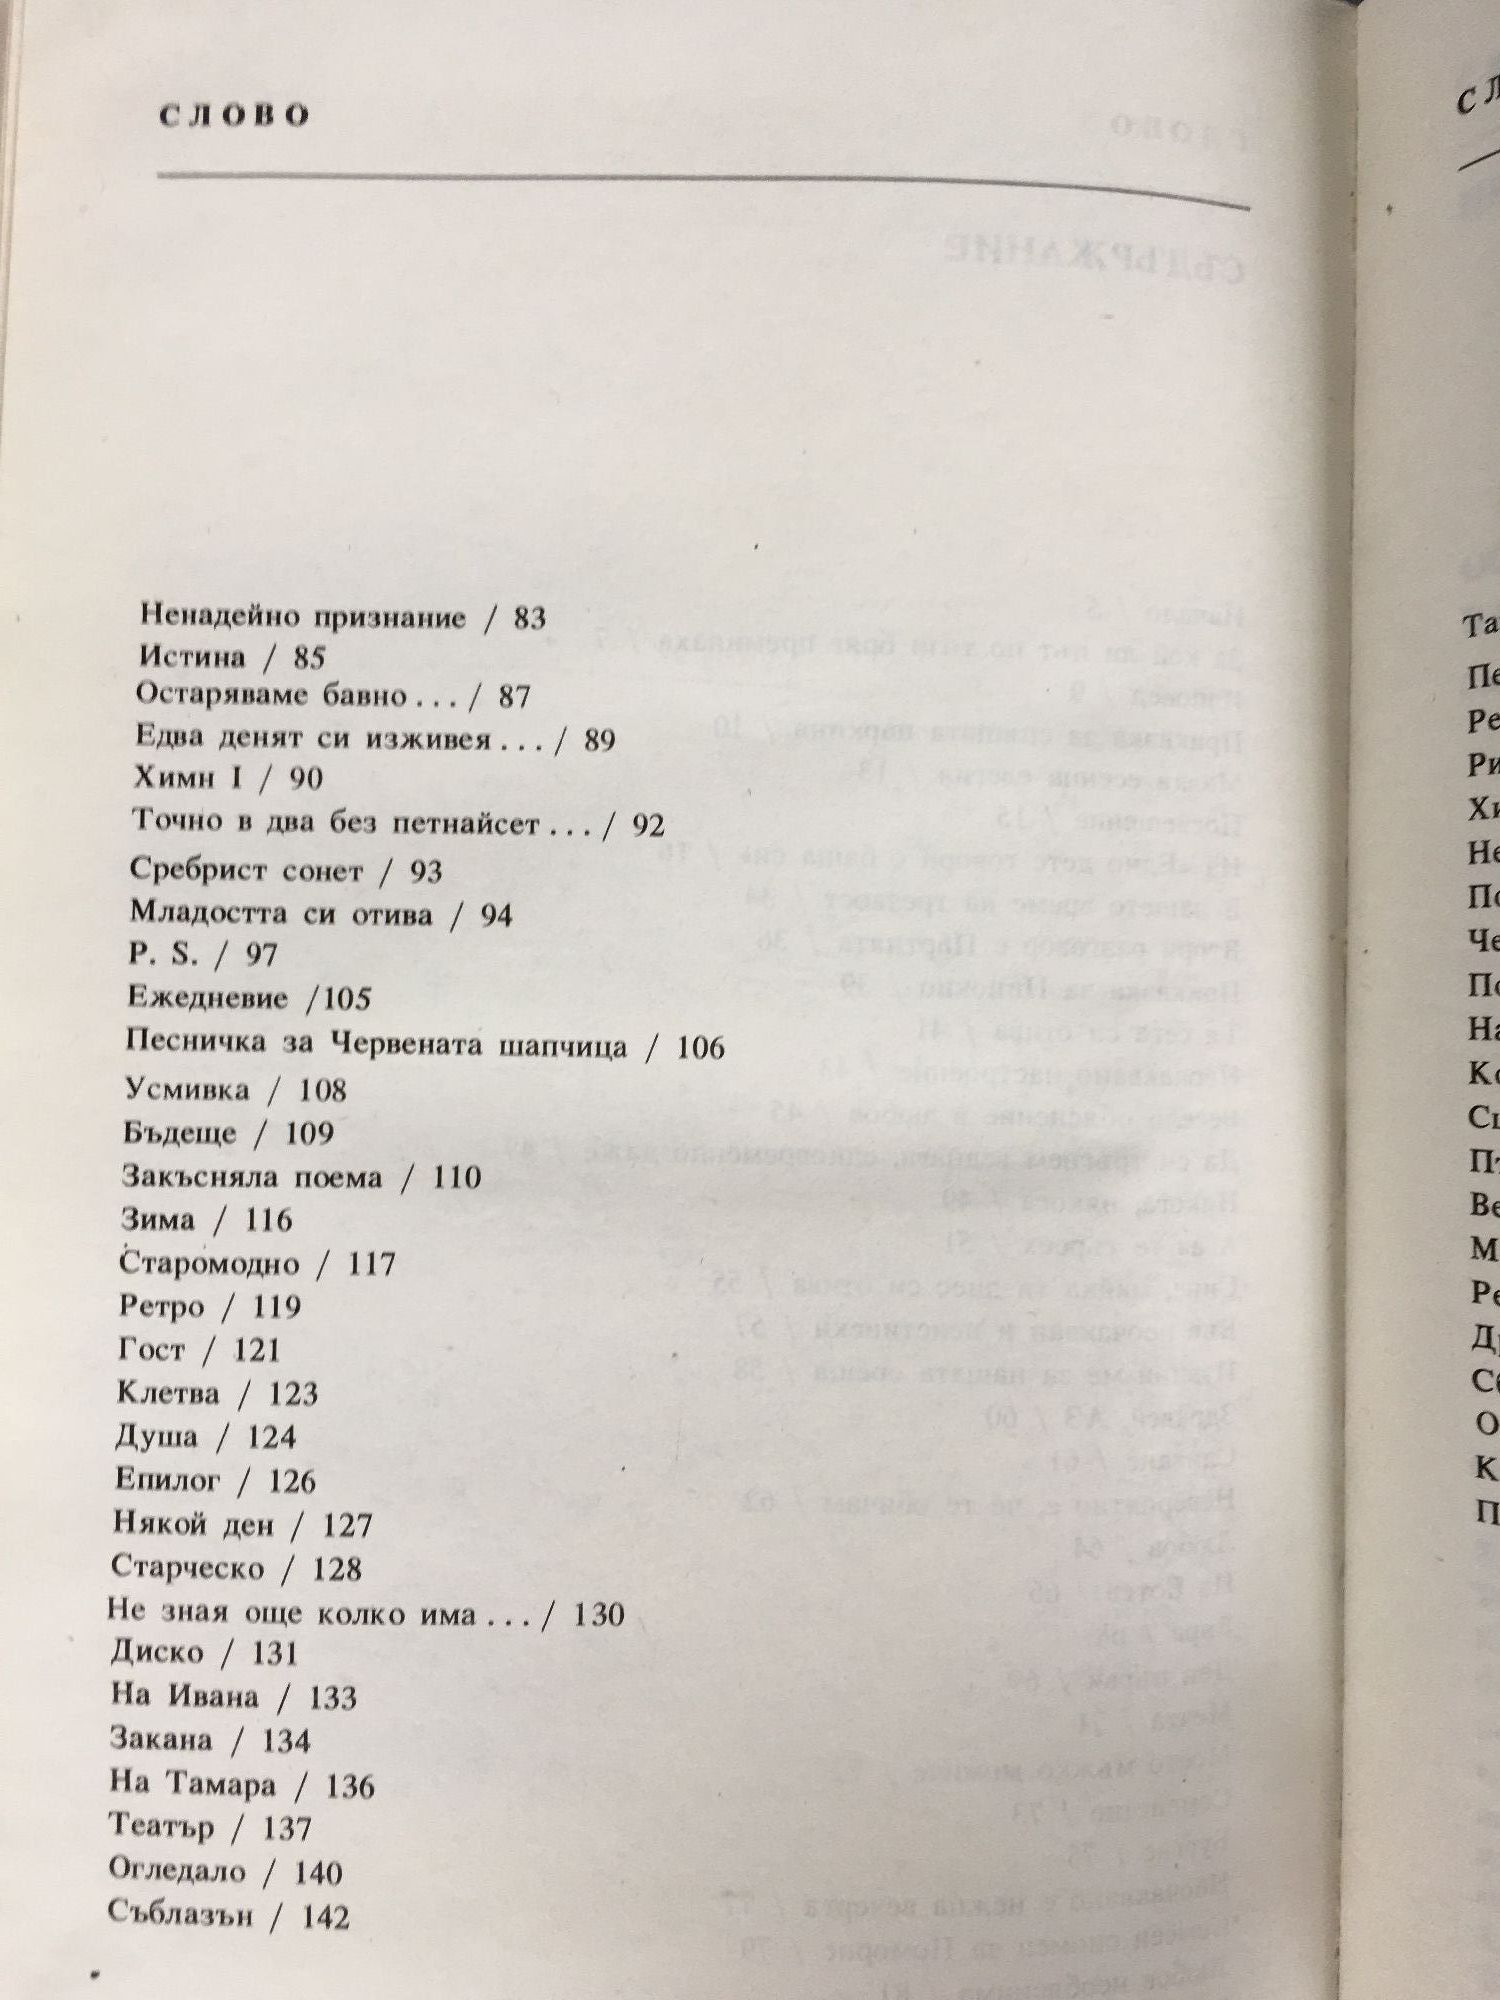 СЛОВО
Ненадейно признание / 83
Истина / 85
Остаряваме бавно ... / 87
Едва денят си изживея ... / 89
Химн I / 90
Точно в два без петнайсет ... / 92
Сребрист сонет / 93
Младостта си отива / 94
P. S. / 97
Ежедневие /105
Песничка за Червената шапчица / 106
Усмивка / 108
Бъдеще / 109
Закъсняла поема / 110
Зима / 116
Старомодно / 117
Ретро / 119
Гост / 121
Клетва / 123
Душа / 124
Епилог / 126
Някой ден / 127
Старческо / 128
Не зная още колко има ... / 130
Диско / 131
На Ивана / 133
Закана / 134
На Тамара / 136
Театър / 137
Огледало / 140
Съблазън / 142